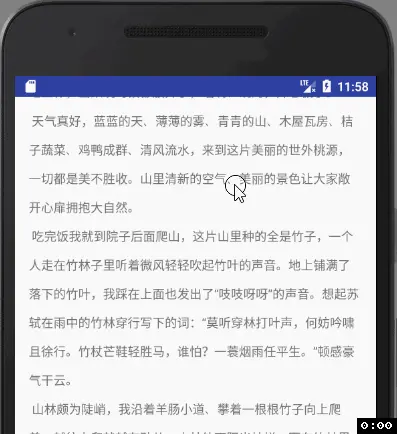 LTE 11:58
天气真好，蓝蓝的天、薄薄的雾、青青的山、木屋瓦房、桔
子蔬菜、鸡鸭成群、清风流水，来到这片美丽的世外桃源，
一切都是美不胜收。山里清新的空气、美丽的景色让大家敞
开心扉拥抱大自然。
吃完饭我就到院子后面爬山，这片山里种的全是竹子，一个
人走在竹林子里听着微风轻轻吹起竹叶的声音。地上铺满了
落下的竹叶，我踩在上面也发出了“吱吱呀呀”的声音。想起苏
轼在雨中的竹林穿行写下的词：“莫听穿林打叶声，何妨吟啸
且徐行。竹杖芒鞋轻胜马，谁怕？一蓑烟雨任平生。”顿感豪
气干云。
山林颇为陡峭，我沿着羊肠小道、攀着一根根竹子向上爬
0:00